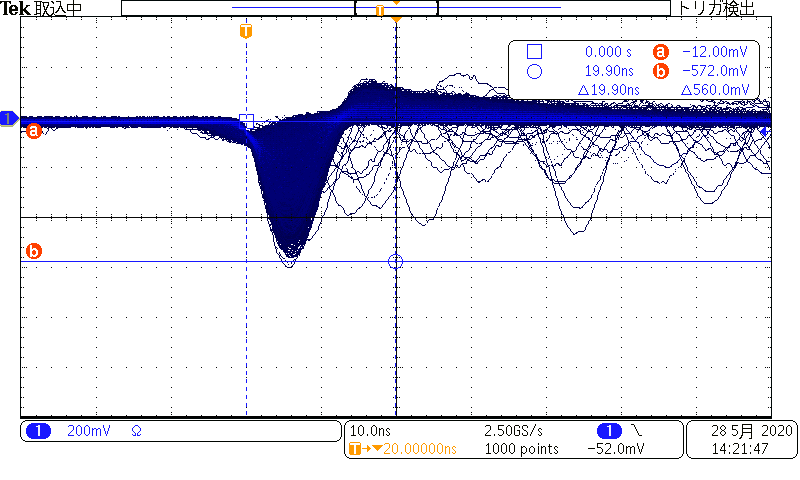 Tek 取込中 T トリガ検出
T
0.000 s a -12.00mV
19.90ns b -572.0mV
Δ19.90ns Δ560.0mV
1
a
b
1 200mV Ω
10.0ns 2.50GS/s 1
T→▼20.00000ns 1000 points -52.0mV
28 5月 2020
14:21:47